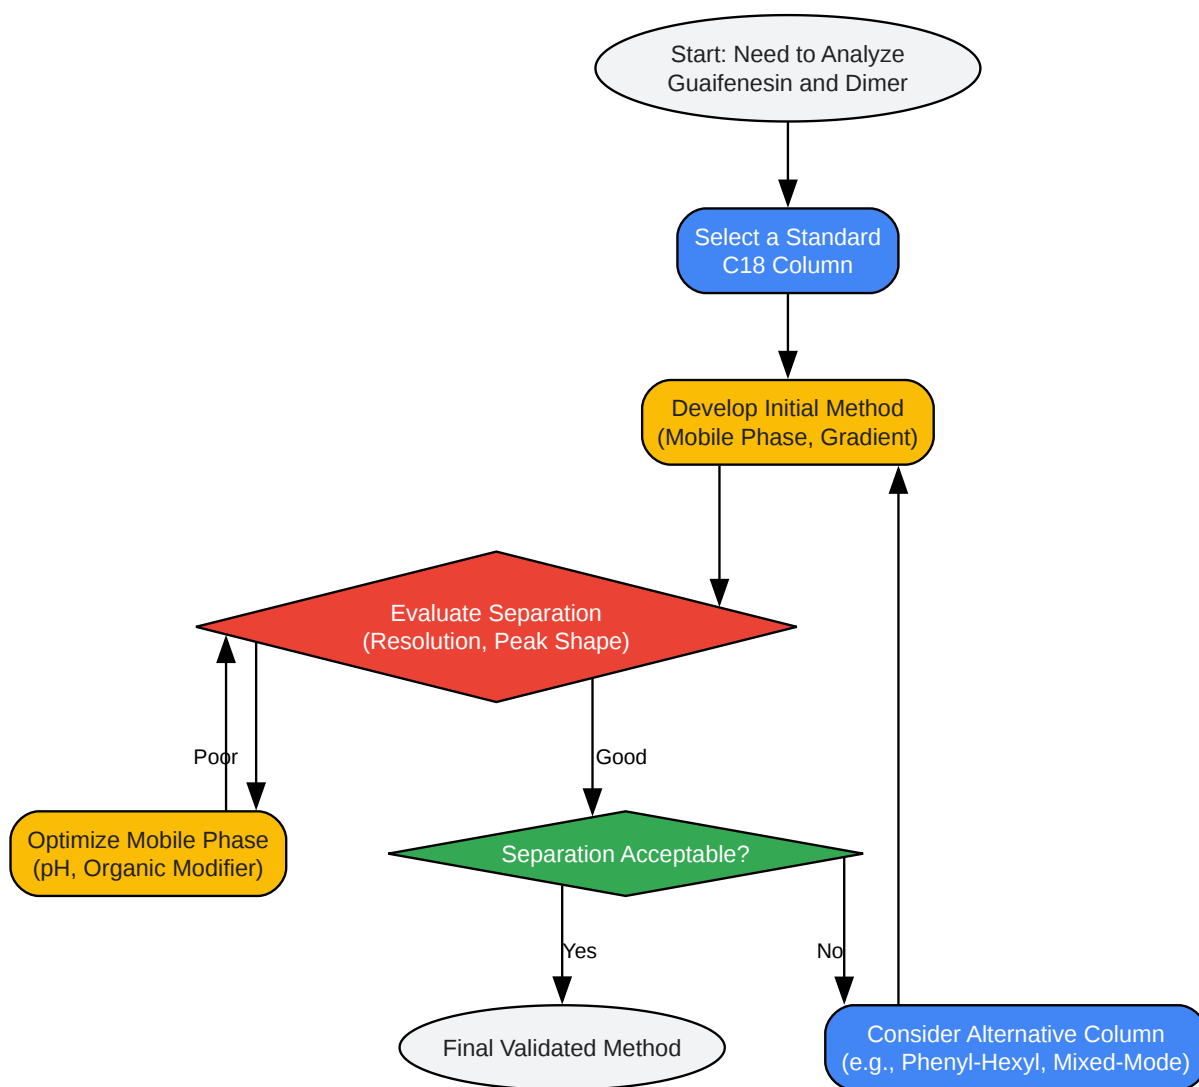 Start: Need to Analyze
Guaifenesin and Dimer
Select a Standard
C18 Column
Develop Initial Method
(Mobile Phase, Gradient)
Evaluate Separation
(Resolution, Peak Shape)
Poor
Good
Optimize Mobile Phase
(pH, Organic Modifier)
Separation Acceptable?
Yes
No
Final Validated Method
Consider Alternative Column
(e.g., Phenyl-Hexyl, Mixed-Mode)